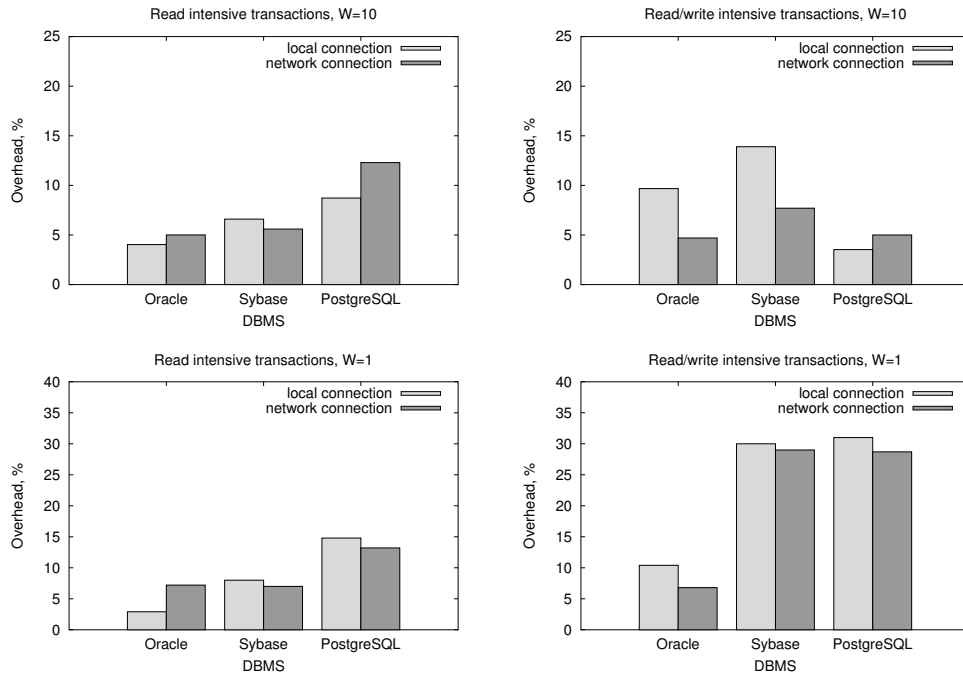 Read intensive transactions, W=10
25
20
15
10
5
0
Overhead, %
local connection
network connection
Oracle Sybase PostgreSQL
DBMS
Read/write intensive transactions, W=10
25
20
15
10
5
0
Overhead, %
local connection
network connection
Oracle Sybase PostgreSQL
DBMS
Read intensive transactions, W=1
40
35
30
25
20
15
10
5
0
Overhead, %
local connection
network connection
Oracle Sybase PostgreSQL
DBMS
Read/write intensive transactions, W=1
40
35
30
25
20
15
10
5
0
Overhead, %
local connection
network connection
Oracle Sybase PostgreSQL
DBMS